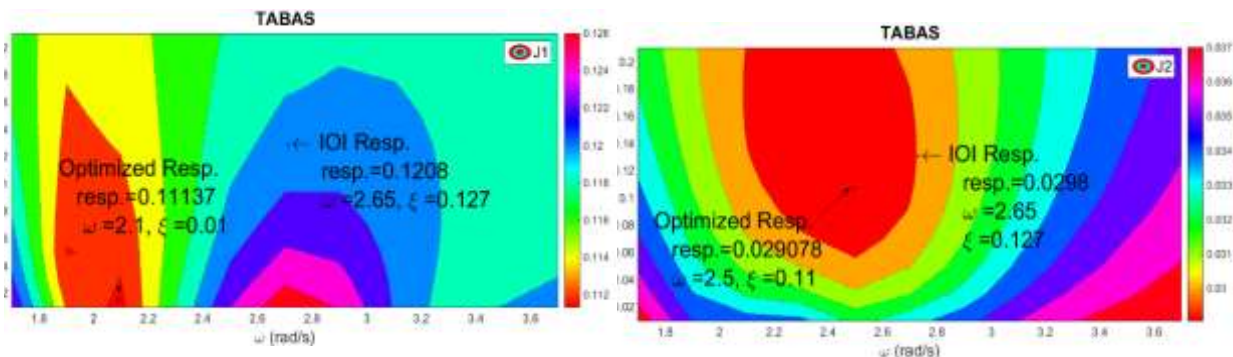 TABAS
J1
0.126
0.124
0.122
0.12
0.118
0.116
0.114
0.112
← IOI Resp.
resp.=0.1208
ω=2.65, ξ=0.127
Optimized Resp.
resp.=0.11137
ω=2.1, ξ=0.01
1.8 2 2.2 2.4 2.6 2.8 3 3.2 3.4 3.6
ω (rad/s)
TABAS
J2
0.037
0.036
0.035
0.034
0.033
0.032
0.031
← IOI Resp.
resp.=0.0298
ω=2.65
ξ=0.127
Optimized Resp
resp.=0.029078
ω=2.5, ξ=0.11
0.2
0.18
0.02
1.8 2 2.2 2.4 2.6 2.8 3 3.2 3.4 3.6
ω (rad/s)